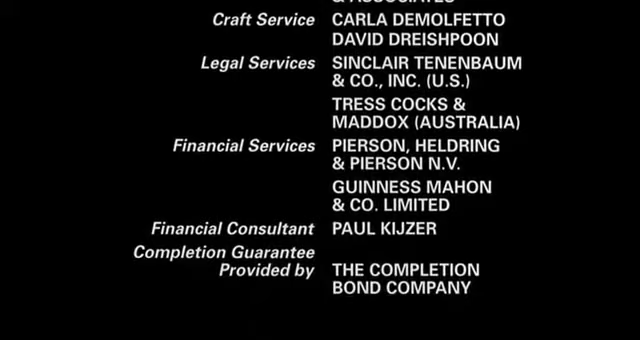 & ASSOCIATES
Craft Service CARLA DEMOLFETTO
DAVID DREISHPOON
Legal Services SINCLAIR TENENBAUM
& CO., INC. (U.S.)
TRESS COCKS &
MADDOX (AUSTRALIA)
Financial Services PIERSON, HELDRING
& PIERSON N.V.
GUINNESS MAHON
& CO. LIMITED
Financial Consultant PAUL KIJZER
Completion Guarantee
Provided by THE COMPLETION
BOND COMPANY